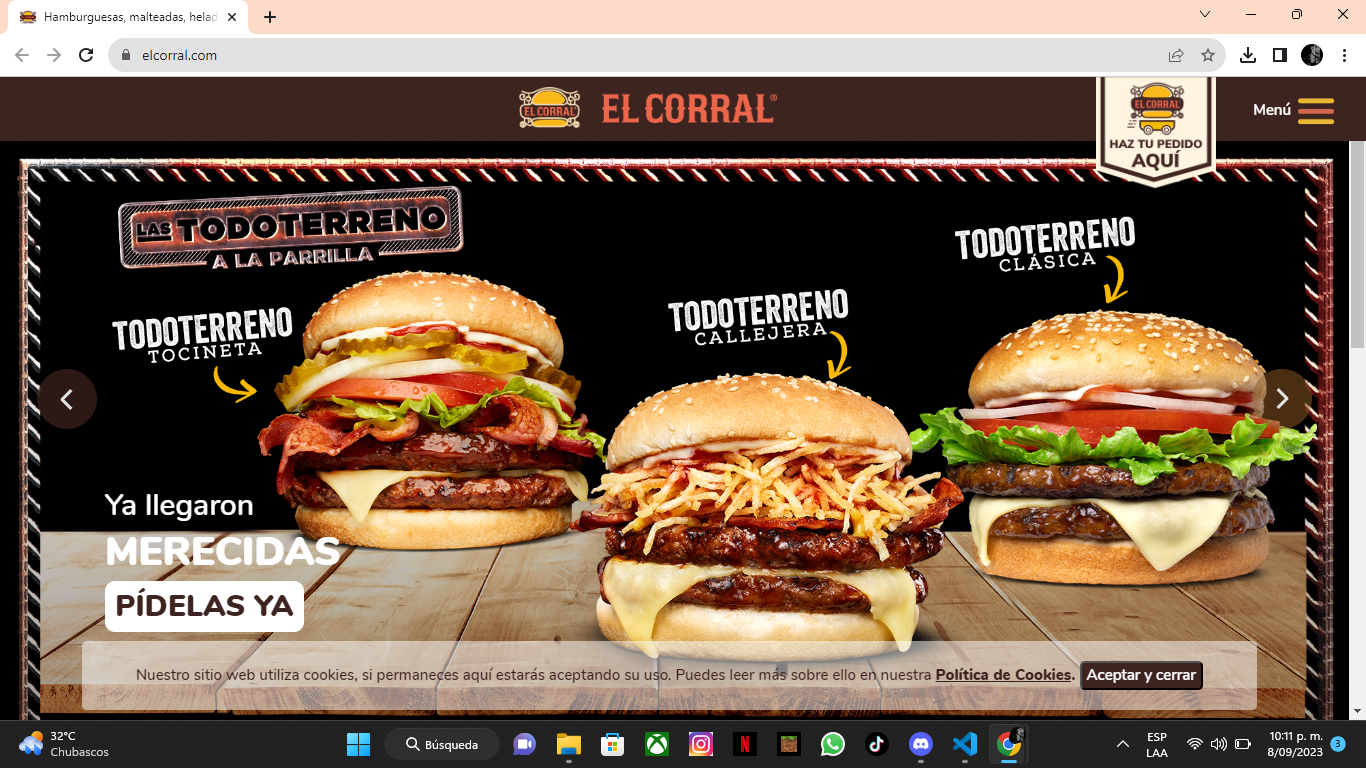 Hamburguesas, malteadas, helad
elcorral.com
EL CORRAL
EL CORRAL®
EL CORRAL
HAZ TU PEDIDO
AQUÍ
Menú
LAS TODOTERRENO
A LA PARRILLA
TODOTERRENO
CLÁSICA
TODOTERRENO
CALLEJERA
TODOTERRENO
TOCINETA
Ya llegaron
MERECIDAS
PÍDELAS YA
Nuestro sitio web utiliza cookies, si permaneces aquí estarás aceptando su uso. Puedes leer más sobre ello en nuestra Política de Cookies. Aceptar y cerrar
32°C
Chubascos
Búsqueda
N
ESP
LAA
10:11 p. m.
8/09/2023
3